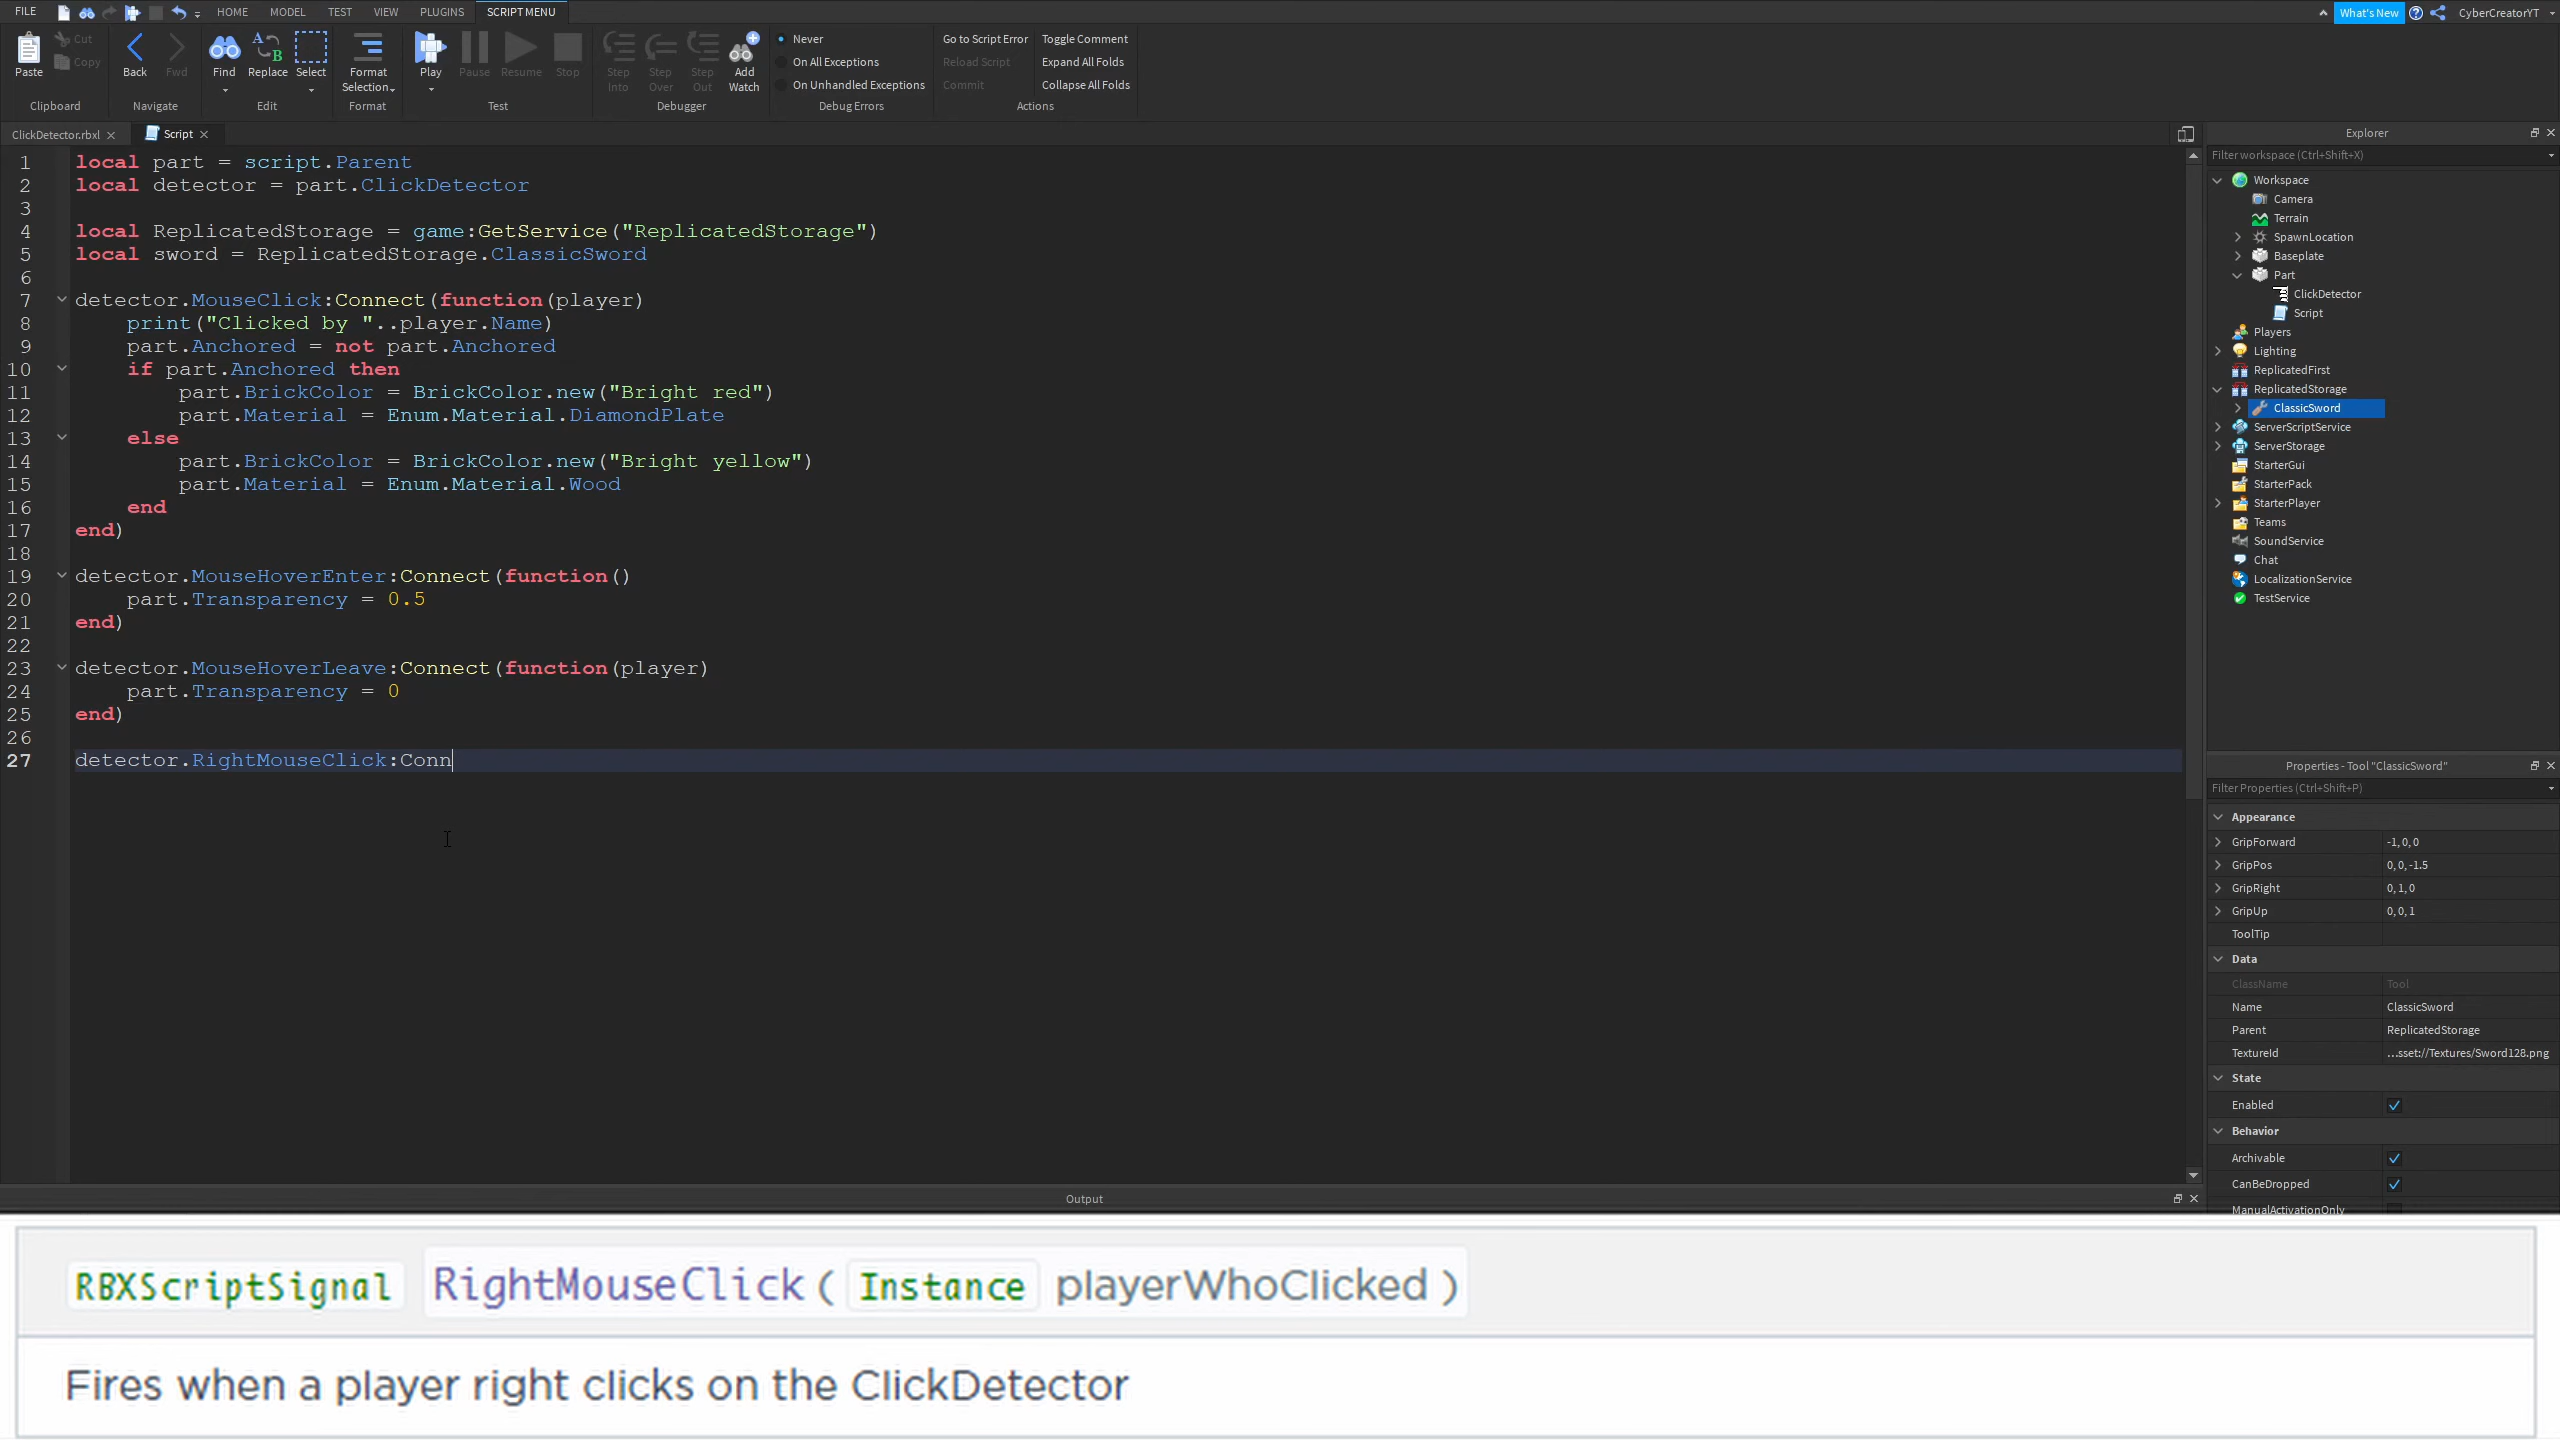 FILE HOME MODEL TEST VIEW PLUGINS SCRIPT MENU What's New CyberCreatorYT
Paste Cut Copy Clipboard
Back Fwd Navigate
Find Replace Select Edit
Format Selection Format
Play Pause Resume Stop Test
Step Into Step Over Step Out Add Watch Debugger
Never
On All Exceptions
On Unhandled Exceptions
Debug Errors
Go to Script Error Toggle Comment
Reload Script Expand All Folds
Commit Collapse All Folds
Actions
ClickDetector.rbxl Script
1 local part = script.Parent
2 local detector = part.ClickDetector
3
4 local ReplicatedStorage = game:GetService("ReplicatedStorage")
5 local sword = ReplicatedStorage.ClassicSword
6
7 detector.MouseClick:Connect(function(player)
8 print("Clicked by "..player.Name)
9 part.Anchored = not part.Anchored
10 if part.Anchored then
11 part.BrickColor = BrickColor.new("Bright red")
12 part.Material = Enum.Material.DiamondPlate
13 else
14 part.BrickColor = BrickColor.new("Bright yellow")
15 part.Material = Enum.Material.Wood
16 end
17 end)
18
19 detector.MouseHoverEnter:Connect(function()
20 part.Transparency = 0.5
21 end)
22
23 detector.MouseHoverLeave:Connect(function(player)
24 part.Transparency = 0
25 end)
26
27 detector.RightMouseClick:Conn
Explorer
Filter workspace (Ctrl+Shift+X)
Workspace
Camera
Terrain
SpawnLocation
Baseplate
Part
ClickDetector
Script
Players
Lighting
ReplicatedFirst
ReplicatedStorage
ClassicSword
ServerScriptService
ServerStorage
StarterGui
StarterPack
StarterPlayer
Teams
SoundService
Chat
LocalizationService
TestService
Properties - Tool "ClassicSword"
Filter Properties (Ctrl+Shift+P)
Appearance
GripForward -1, 0, 0
GripPos 0, 0, -1.5
GripRight 0, 1, 0
GripUp 0, 0, 1
ToolTip
Data
ClassName Tool
Name ClassicSword
Parent ReplicatedStorage
TextureId ...sset://Textures/Sword128.png
State
Enabled
Behavior
Archivable
CanBeDropped
ManualActivationOnly
Output
RBXScriptSignal RightMouseClick ( Instance playerWhoClicked )
Fires when a player right clicks on the ClickDetector